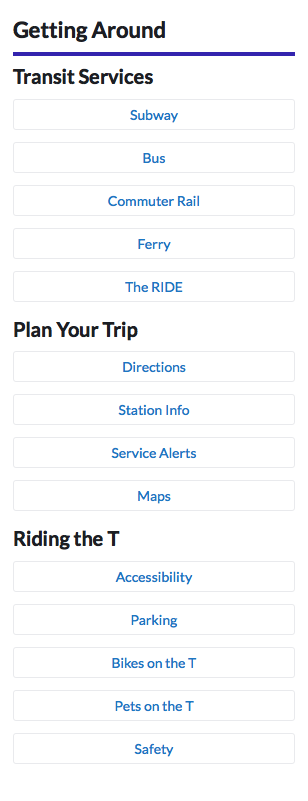 Getting Around
Transit Services
Subway
Bus
Commuter Rail
Ferry
The RIDE
Plan Your Trip
Directions
Station Info
Service Alerts
Maps
Riding the T
Accessibility
Parking
Bikes on the T
Pets on the T
Safety